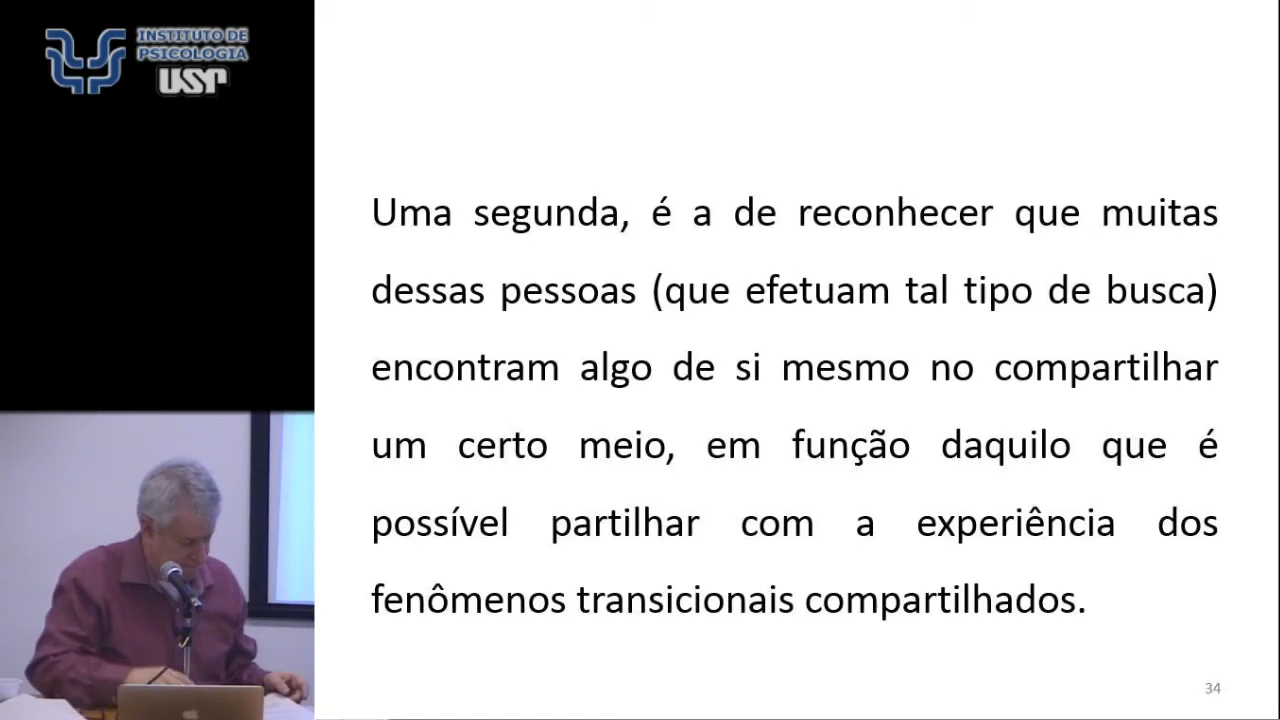 INSTITUTO DE
PSICOLOGIA
USP
Uma segunda, é a de reconhecer que muitas
dessas pessoas (que efetuam tal tipo de busca)
encontram algo de si mesmo no compartilhar
um certo meio, em função daquilo que é
possível partilhar com a experiência dos
fenômenos transicionais compartilhados.
34